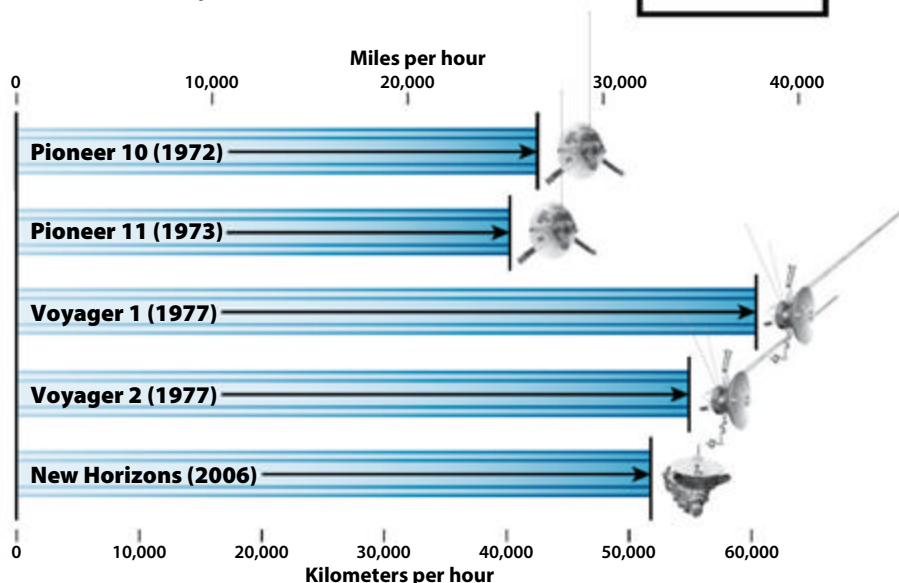 Miles per hour
0 10,000 20,000 30,000 40,000
Pioneer 10 (1972)
Pioneer 11 (1973)
Voyager 1 (1977)
Voyager 2 (1977)
New Horizons (2006)
0 10,000 20,000 30,000 40,000 50,000 60,000
Kilometers per hour